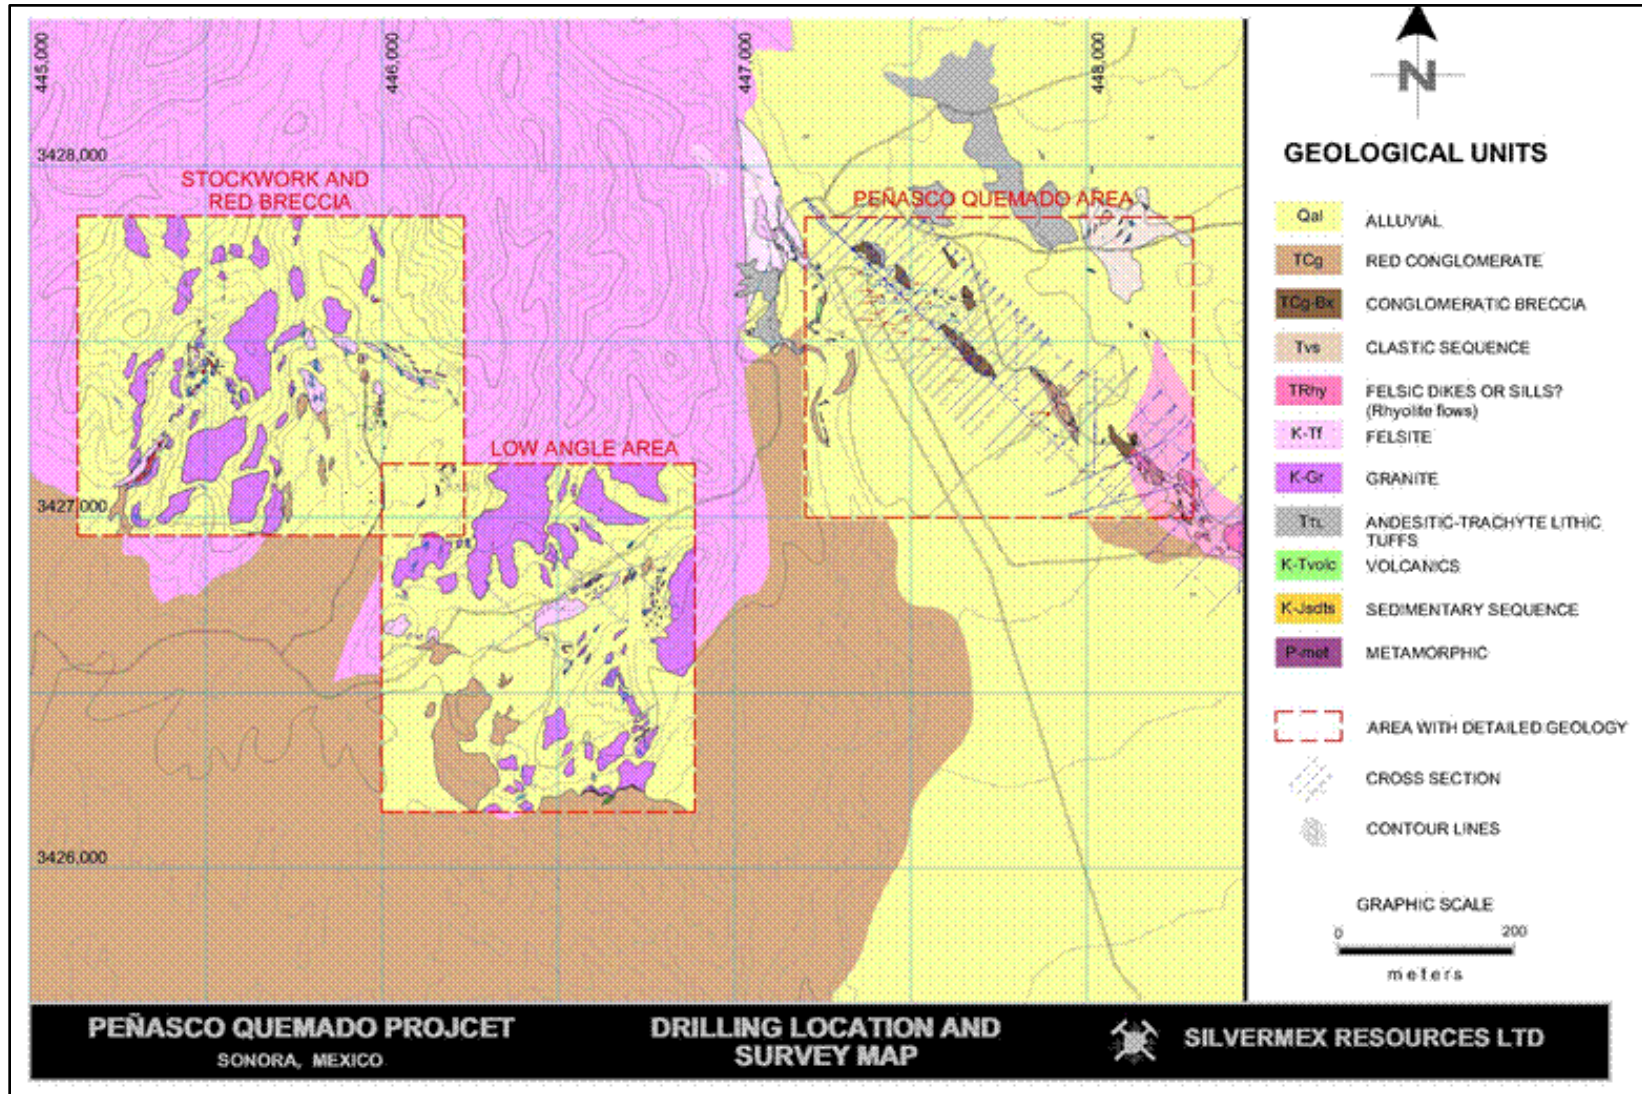 445,000
446,000
447,000
448,000
3428,000
3427,000
3426,000
STOCKWORK AND
RED BRECCIA
PEÑASCO QUEMADO AREA
LOW ANGLE AREA
N
GEOLOGICAL UNITS
Qal ALLUVIAL
TCg RED CONGLOMERATE
TCg-Bx CONGLOMERATIC BRECCIA
Tvs CLASTIC SEQUENCE
TRhy FELSIC DIKES OR SILLS?
(Rhyolite flows)
K-Tf FELSITE
K-Gr GRANITE
TTL ANDESITIC-TRACHYTE LITHIC
TUFFS
K-Tvolc VOLCANICS
K-Jsdts SEDIMENTARY SEQUENCE
P-met METAMORPHIC
AREA WITH DETAILED GEOLOGY
CROSS SECTION
CONTOUR LINES
GRAPHIC SCALE
0 200
meters
PEÑASCO QUEMADO PROJCET
SONORA, MEXICO
DRILLING LOCATION AND
SURVEY MAP
SILVERMEX RESOURCES LTD